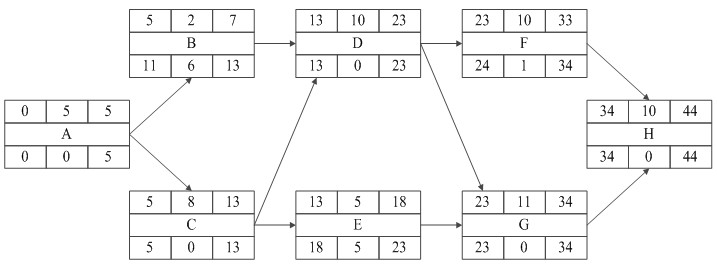 5 2 7
B
11 6 13
13 10 23
D
13 0 23
23 10 33
F
24 1 34
0 5 5
A
0 0 5
34 10 44
H
34 0 44
5 8 13
C
5 0 13
13 5 18
E
18 5 23
23 11 34
G
23 0 34